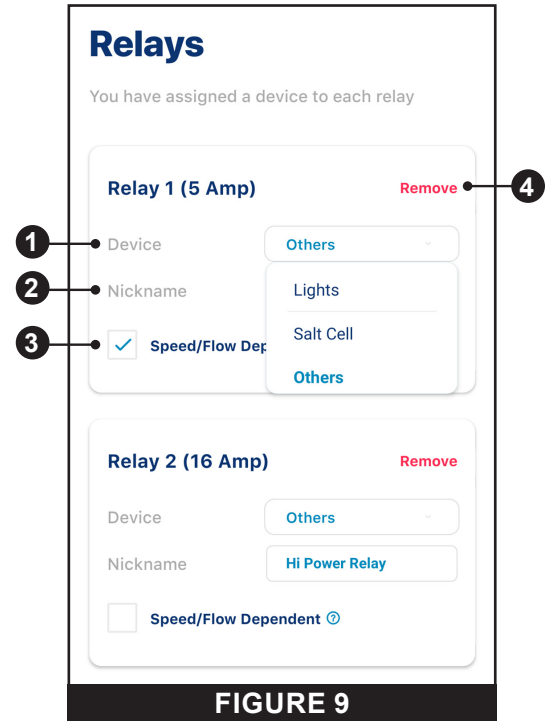 Relays
You have assigned a device to each relay
Relay 1 (5 Amp) Remove 4
1 Device Others
2 Nickname Lights
3 Speed/Flow Dep Salt Cell
Others
Relay 2 (16 Amp) Remove
Device Others
Nickname Hi Power Relay
Speed/Flow Dependent ?
FIGURE 9